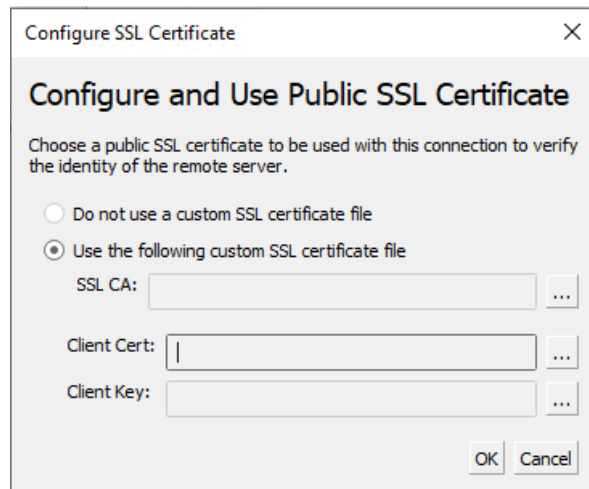 Configure SSL Certificate
Configure and Use Public SSL Certificate
Choose a public SSL certificate to be used with this connection to verify
the identity of the remote server.
Do not use a custom SSL certificate file
Use the following custom SSL certificate file
SSL CA:
...
Client Cert:
...
Client Key:
...
OK Cancel